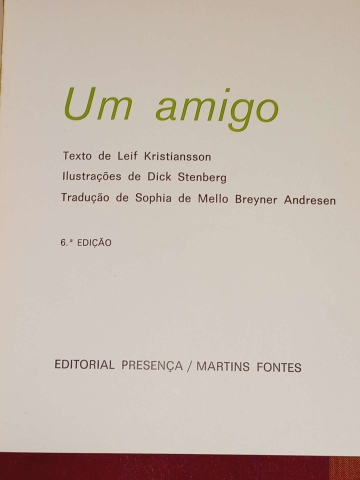 Um amigo
Texto de Leif Kristiansson
Ilustrações de Dick Stenberg
Tradução de Sophia de Mello Breyner Andresen
6.ª EDIÇÃO
EDITORIAL PRESENÇA / MARTINS FONTES